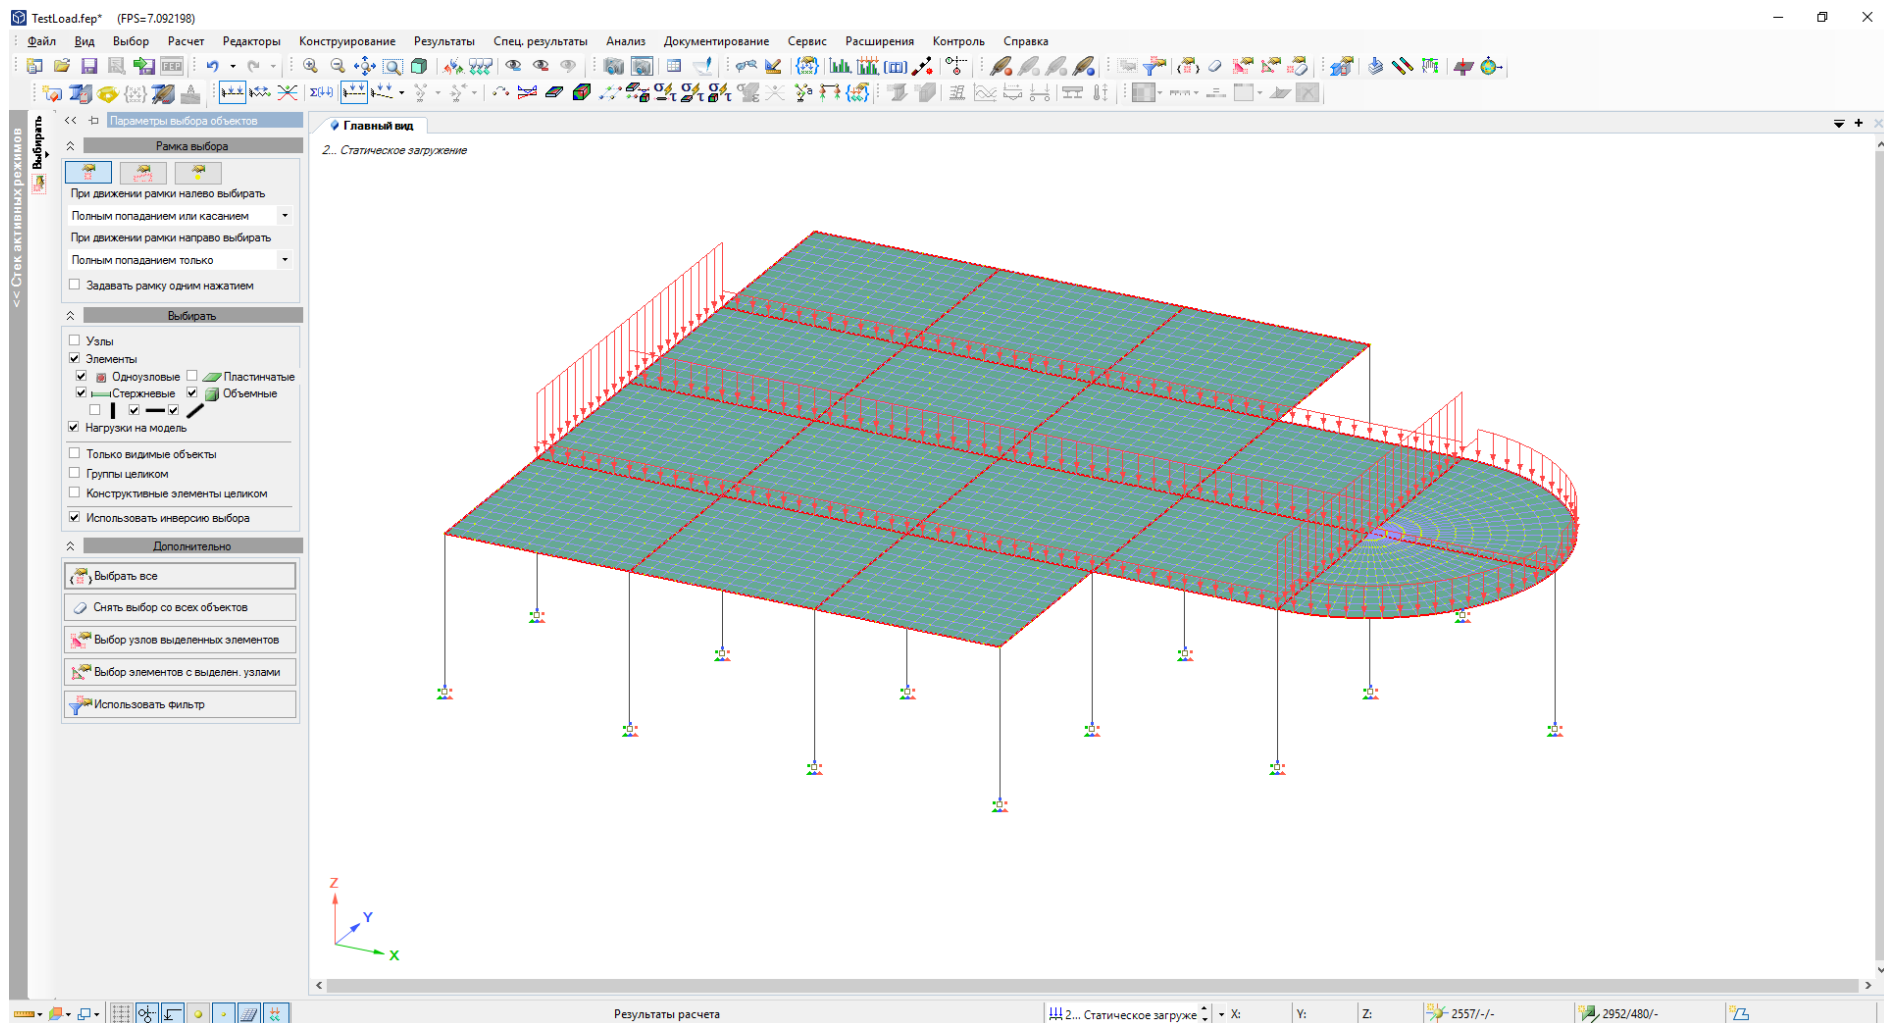 TestLoad.fep* (FPS=7.092198)
Файл Вид Выбор Расчет Редакторы Конструирование Результаты Спец. результаты Анализ Документирование Сервис Расширения Контроль Справка
<< Стек активных режимов
Выбирать
<< Параметры выбора объектов
Рамка выбора
При движении рамки налево выбирать
Полным попаданием или касанием
При движении рамки направо выбирать
Полным попаданием только
Задавать рамку одним нажатием
Выбирать
Узлы
Элементы
Одноузловые Пластинчатые
Стержневые Объемные
Нагрузки на модель
Только видимые объекты
Группы целиком
Конструктивные элементы целиком
Использовать инверсию выбора
Дополнительно
Выбрать все
Снять выбор со всех объектов
Выбор узлов выделенных элементов
Выбор элементов с выделен. узлами
Использовать фильтр
Главный вид
2... Статическое загружение
Z
Y
X
Результаты расчета
2... Статическое загруже
X:
Y:
Z:
2557/-/-
2952/480/-